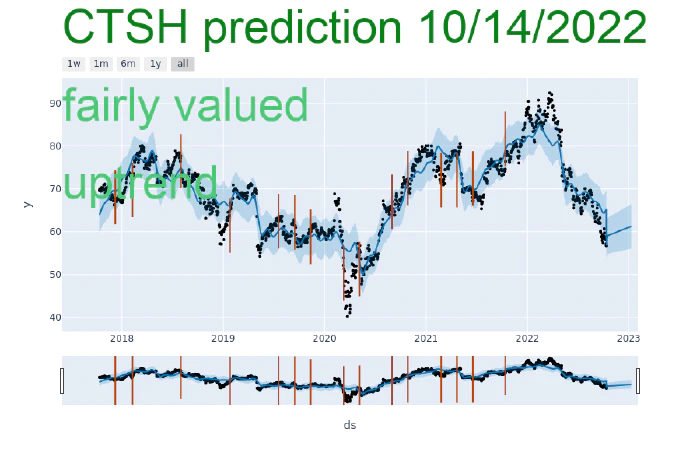 CTSH prediction 10/14/2022
1w 1m 6m 1y all
fairly valued
uptrend
90
80
70
60
50
40
y
2018 2019 2020 2021 2022 2023
ds